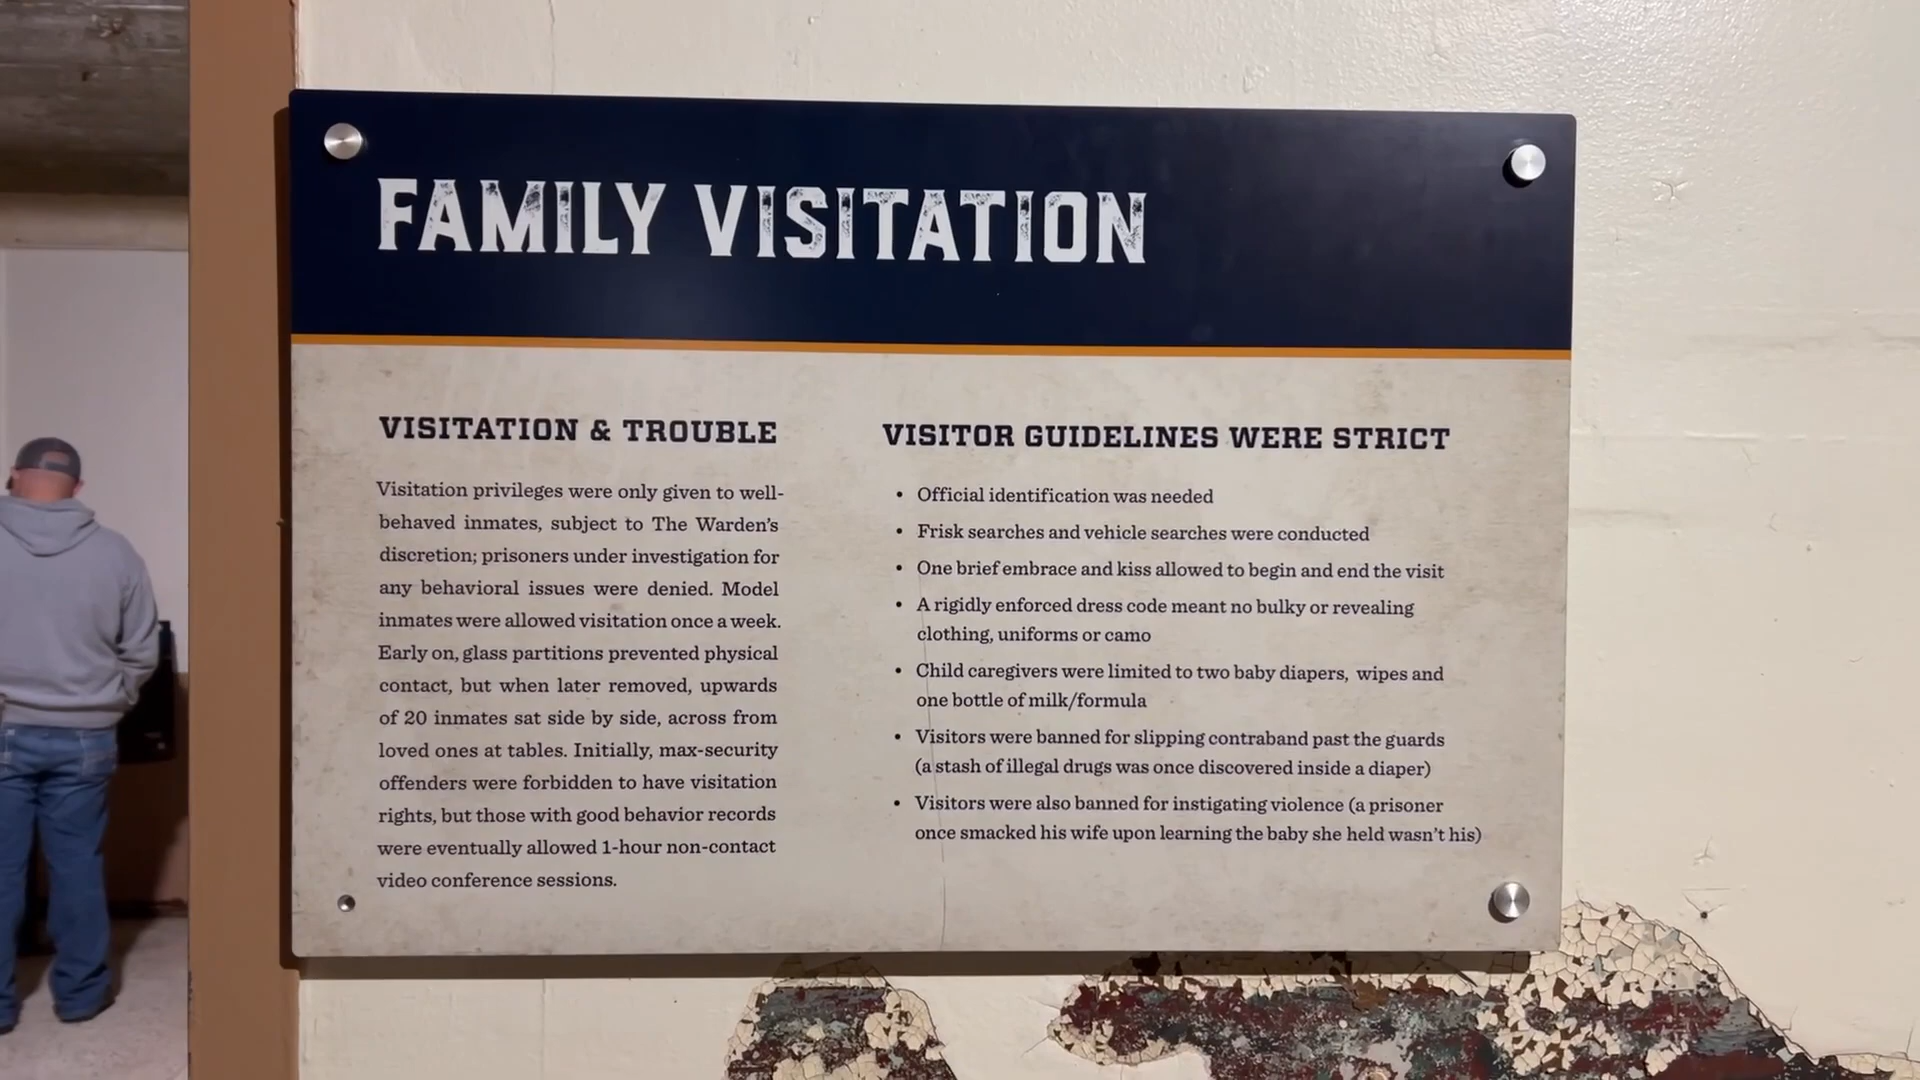 FAMILY VISITATION
VISITATION & TROUBLE
Visitation privileges were only given to well-
behaved inmates, subject to The Warden's
discretion; prisoners under investigation for
any behavioral issues were denied. Model
inmates were allowed visitation once a week.
Early on, glass partitions prevented physical
contact, but when later removed, upwards
of 20 inmates sat side by side, across from
loved ones at tables. Initially, max-security
offenders were forbidden to have visitation
rights, but those with good behavior records
were eventually allowed 1-hour non-contact
video conference sessions.
VISITOR GUIDELINES WERE STRICT
• Official identification was needed
• Frisk searches and vehicle searches were conducted
• One brief embrace and kiss allowed to begin and end the visit
• A rigidly enforced dress code meant no bulky or revealing
clothing, uniforms or camo
• Child caregivers were limited to two baby diapers, wipes and
one bottle of milk/formula
• Visitors were banned for slipping contraband past the guards
(a stash of illegal drugs was once discovered inside a diaper)
• Visitors were also banned for instigating violence (a prisoner
once smacked his wife upon learning the baby she held wasn't his)